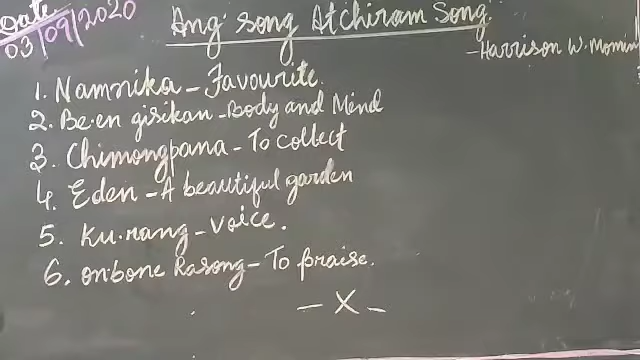 Date
03/09/2020
Ang' song Atchiram Song.
-Harrison W. Momin
1. Namnika - Favourite.
2. Be·en gisikan - Body and Mind
3. Chimongpana - To collect
4. Eden - A beautiful garden
5. Ku·rang - Voice.
6. on·bone Rasong - To praise.
- X -